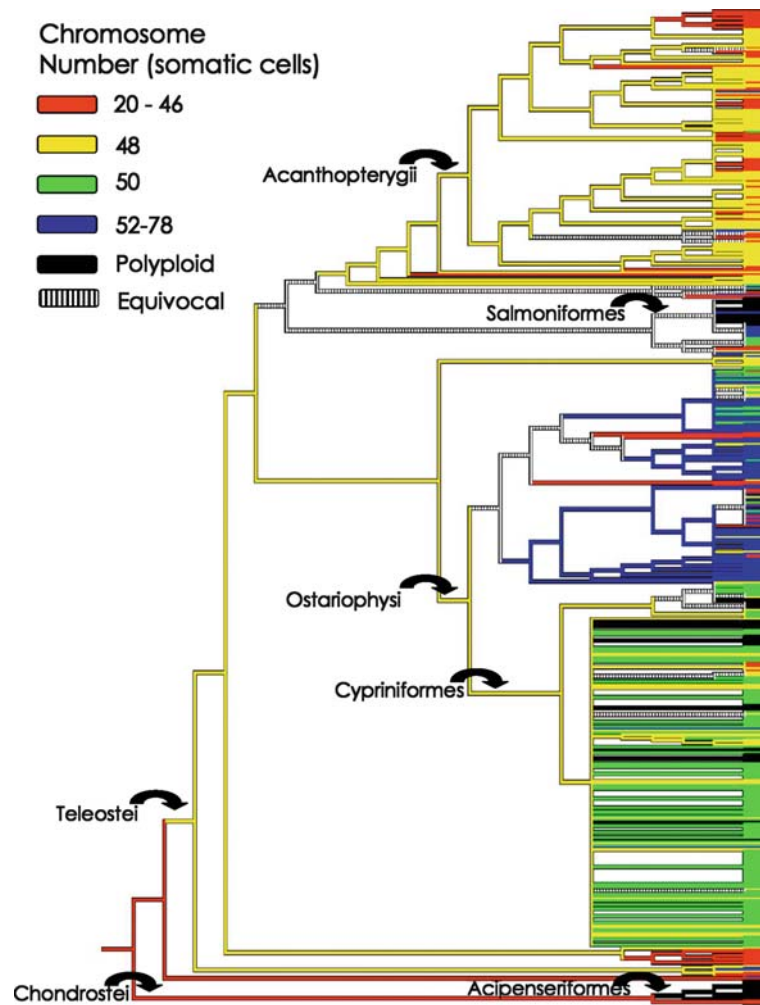 Chromosome
Number (somatic cells)
20 - 46
48
50
52-78
Polyploid
Equivocal
Acanthopterygii
Salmoniformes
Ostariophysi
Cypriniformes
Teleostei
Chondrostei
Acipenseriformes